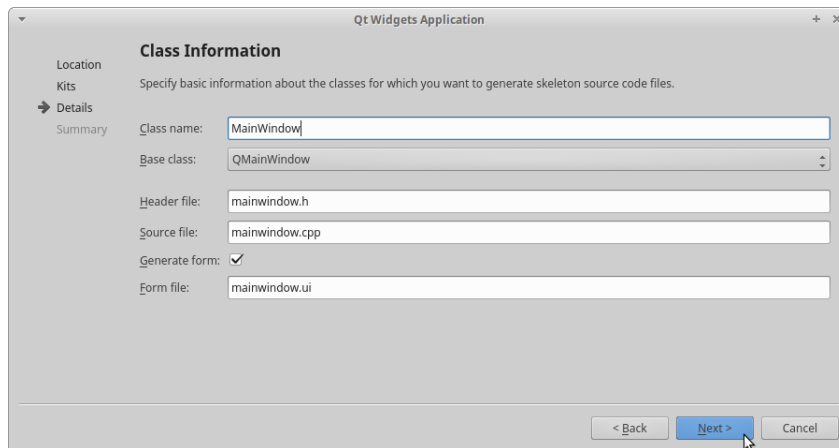 Qt Widgets Application
Location
Kits
Details
Summary
Class Information
Specify basic information about the classes for which you want to generate skeleton source code files.
Class name: MainWindow
Base class: QMainWindow
Header file: mainwindow.h
Source file: mainwindow.cpp
Generate form:
Form file: mainwindow.ui
< Back Next > Cancel